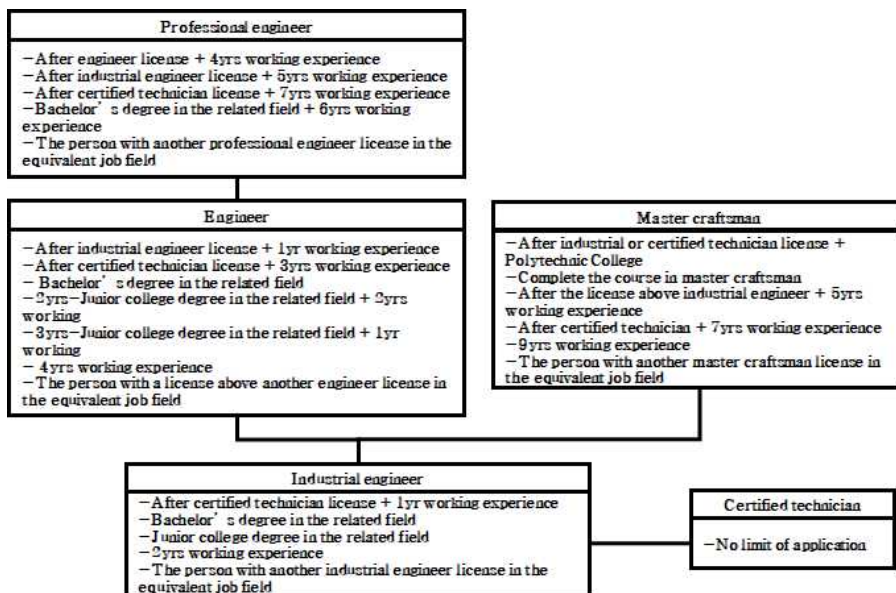 Professional engineer
-After engineer license + 4yrs working experience
-After industrial engineer license + 5yrs working experience
-After certified technician license + 7yrs working experience
-Bachelor's degree in the related field + 6yrs working
experience
-The person with another professional engineer license in the
equivalent job field
Engineer
-After industrial engineer license + 1yr working experience
-After certified technician license + 3yrs working experience
- Bachelor's degree in the related field
-2yrs-Junior college degree in the related field + 2yrs
working
-3yrs-Junior college degree in the related field + 1yr
working
- 4yrs working experience
-The person with a license above another engineer license in
the equivalent job field
Master craftsman
-After industrial or certified technician license +
Polytechnic College
-Complete the course in master craftsman
-After the license above industrial engineer + 5yrs
working experience
-After certified technician + 7yrs working experience
-9yrs working experience
-The person with another master craftsman license in
the equivalent job field
Industrial engineer
-After certified technician license + 1yr working experience
-Bachelor's degree in the related field
-Junior college degree in the related field
-2yrs working experience
-The person with another industrial engineer license in the
equivalent job field
Certified technician
-No limit of application